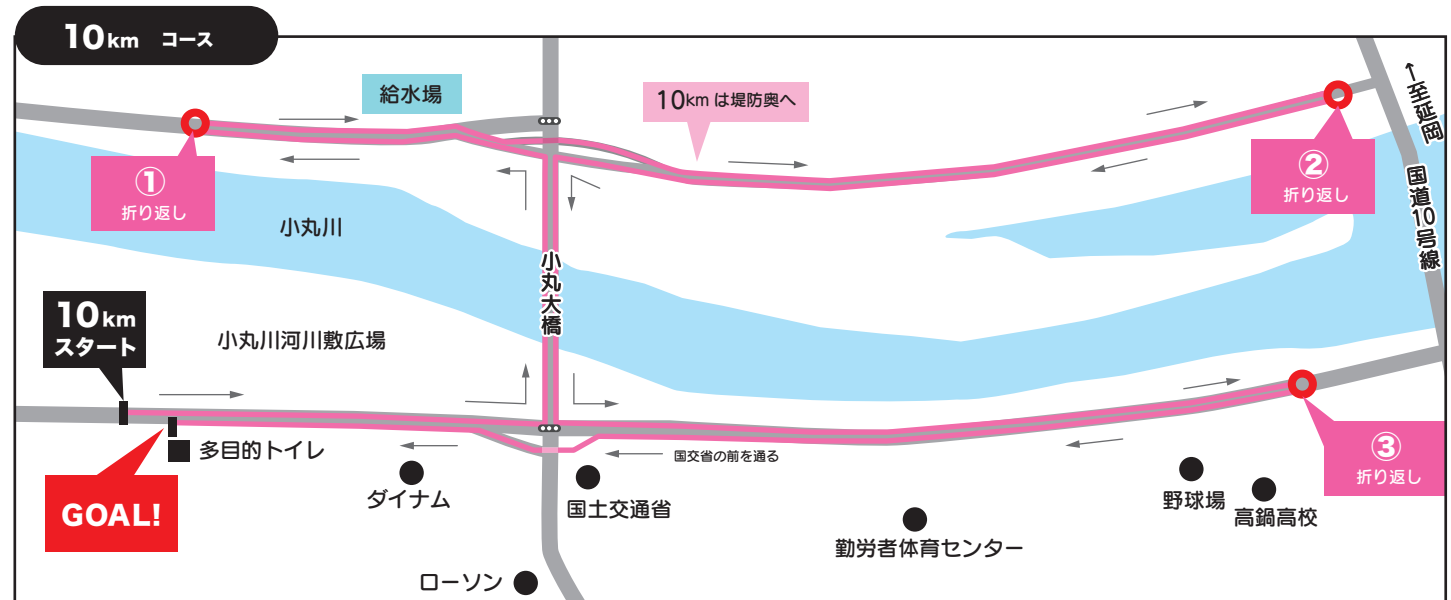 10km コース
給水場
10kmは堤防奥へ
←至延岡
国道10号線
①
折り返し
②
折り返し
小丸川
小丸大橋
10km
スタート
小丸川河川敷広場
多目的トイレ
GOAL!
国交省の前を通る
③
折り返し
ダイナム
国土交通省
野球場
高鍋高校
勤労者体育センター
ローソン